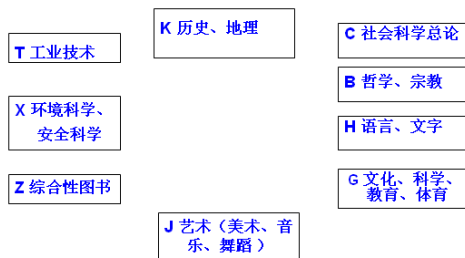 K 历史、地理
C 社会科学总论
T 工业技术
B 哲学、宗教
X 环境科学、
安全科学
H 语言、文字
Z 综合性图书
G 文化、科学、
教育、体育
J 艺术（美术、音
乐、舞蹈）